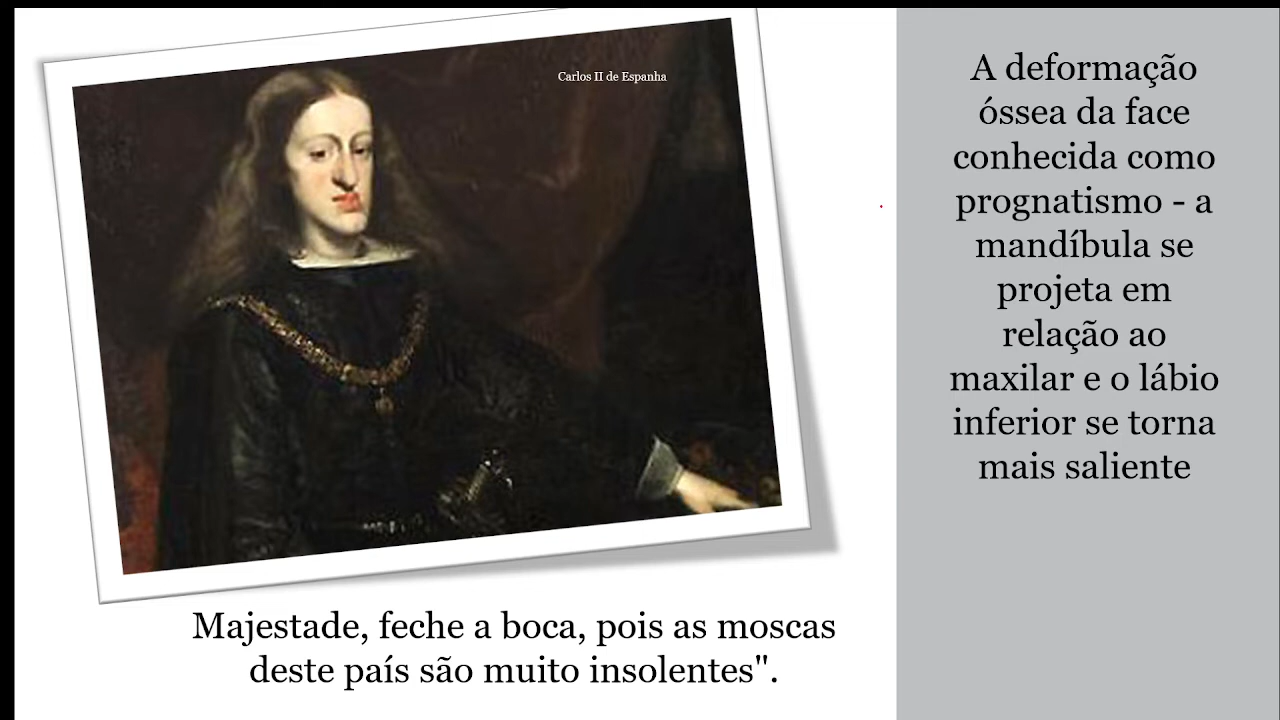 Carlos II de Espanha
Majestade, feche a boca, pois as moscas
deste país são muito insolentes".
A deformação
óssea da face
conhecida como
prognatismo - a
mandíbula se
projeta em
relação ao
maxilar e o lábio
inferior se torna
mais saliente